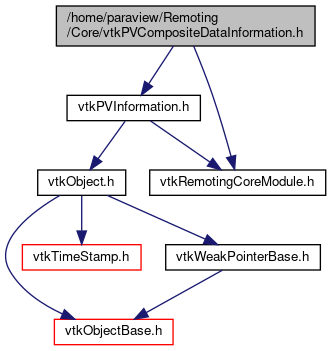 /home/paraview/Remoting
/Core/vtkPVCompositeDataInformation.h
vtkPVInformation.h
vtkObject.h
vtkRemotingCoreModule.h
vtkTimeStamp.h
vtkWeakPointerBase.h
vtkObjectBase.h